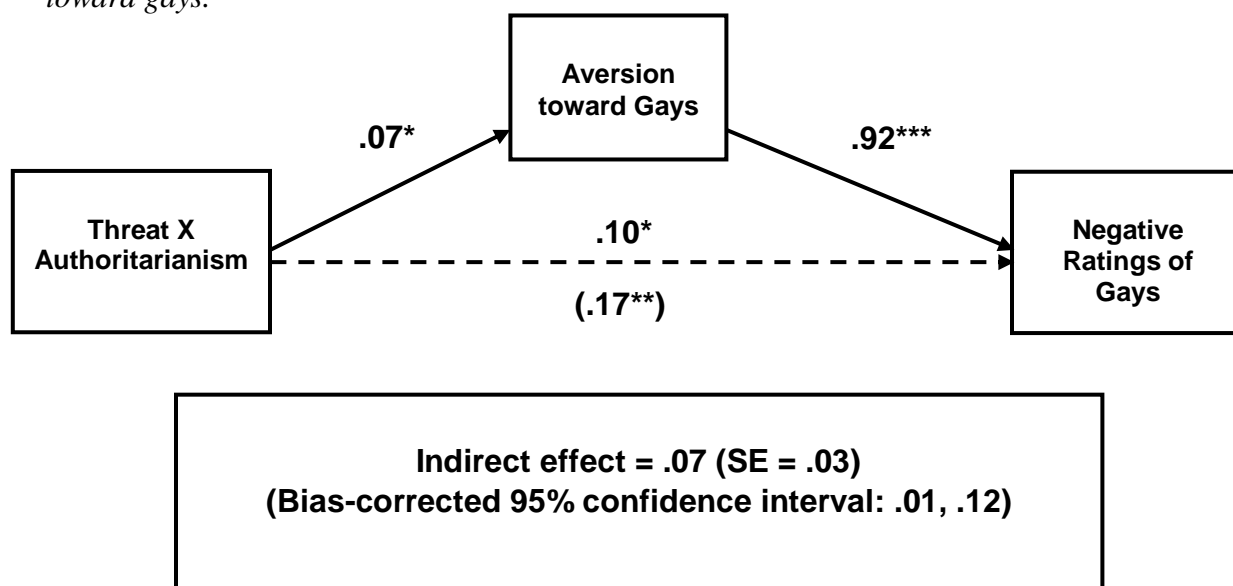 toward gays.
Aversion
toward Gays
.07*
.92***
Threat X
Authoritarianism
.10*
(.17**)
Negative
Ratings of
Gays
Indirect effect = .07 (SE = .03)
(Bias-corrected 95% confidence interval: .01, .12)